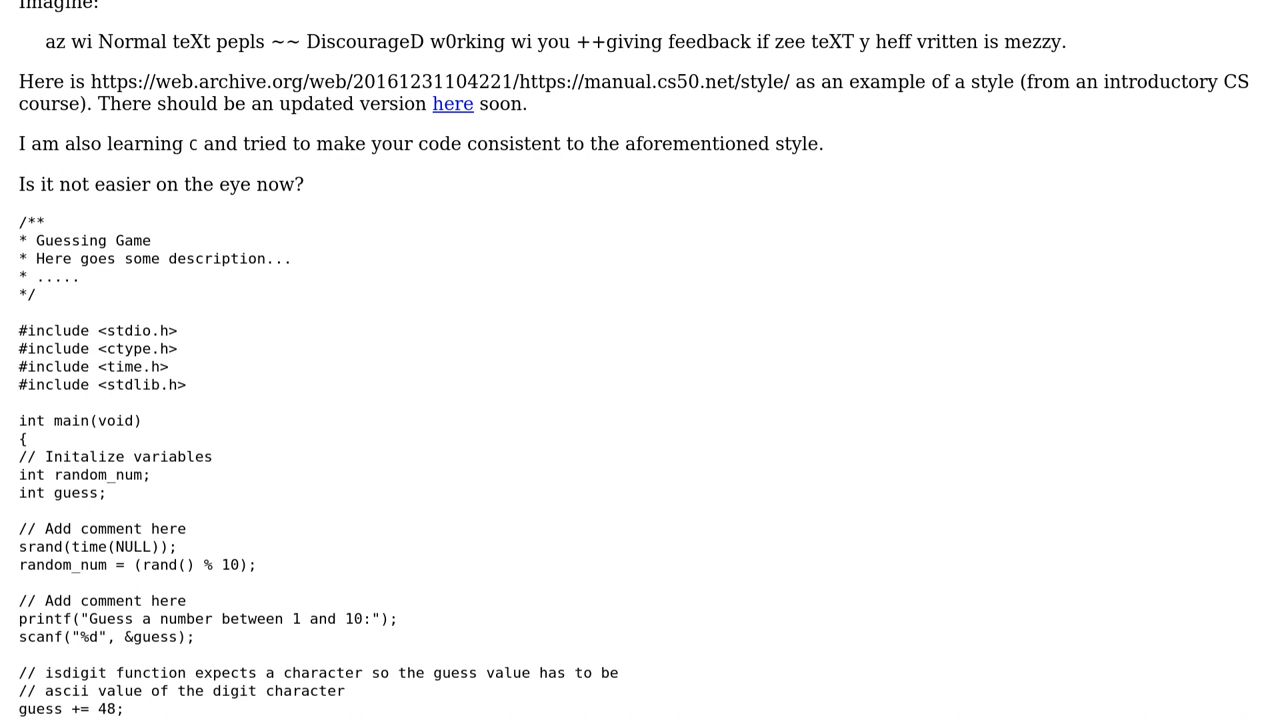 Imagine:
az wi Normal teXt pepls ~~ DiscourageD w0rking wi you ++giving feedback if zee teXT y heff vritten is mezzy.
Here is https://web.archive.org/web/20161231104221/https://manual.cs50.net/style/ as an example of a style (from an introductory CS
course). There should be an updated version here soon.
I am also learning C and tried to make your code consistent to the aforementioned style.
Is it not easier on the eye now?
/**
* Guessing Game
* Here goes some description...
* .....
*/
#include <stdio.h>
#include <ctype.h>
#include <time.h>
#include <stdlib.h>
int main(void)
{
// Initalize variables
int random_num;
int guess;
// Add comment here
srand(time(NULL));
random_num = (rand() % 10);
// Add comment here
printf("Guess a number between 1 and 10:");
scanf("%d", &guess);
// isdigit function expects a character so the guess value has to be
// ascii value of the digit character
guess += 48;